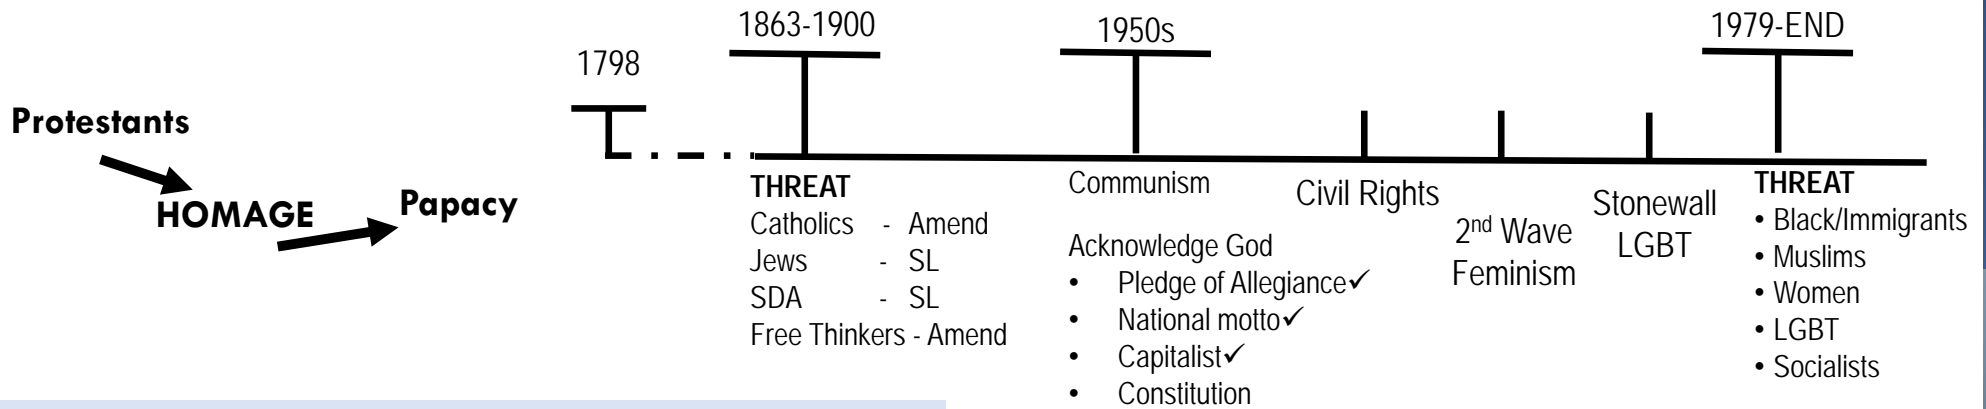 Protestants
HOMAGE
Papacy
1798
1863-1900
THREAT
Catholics - Amend
Jews - SL
SDA - SL
Free Thinkers - Amend
1950s
Communism
Acknowledge God
• Pledge of Allegiance✓
• National motto✓
• Capitalist✓
• Constitution
Civil Rights
2nd Wave
Feminism
Stonewall
LGBT
1979-END
THREAT
• Black/Immigrants
• Muslims
• Women
• LGBT
• Socialists